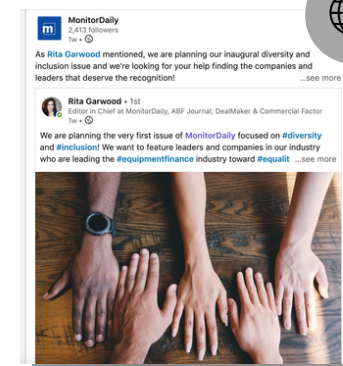 m
MonitorDaily
2,413 followers
1w •
As Rita Garwood mentioned, we are planning our inaugural diversity and
inclusion issue and we're looking for your help finding the companies and
leaders that deserve the recognition! ...see more
Rita Garwood • 1st
Editor in Chief at MonitorDaily, ABF Journal, DealMaker & Commercial Factor
1w •
We are planning the very first issue of MonitorDaily focused on #diversity
and #inclusion! We want to feature leaders and companies in our industry
who are leading the #equipmentfinance industry toward #equalit ...see more